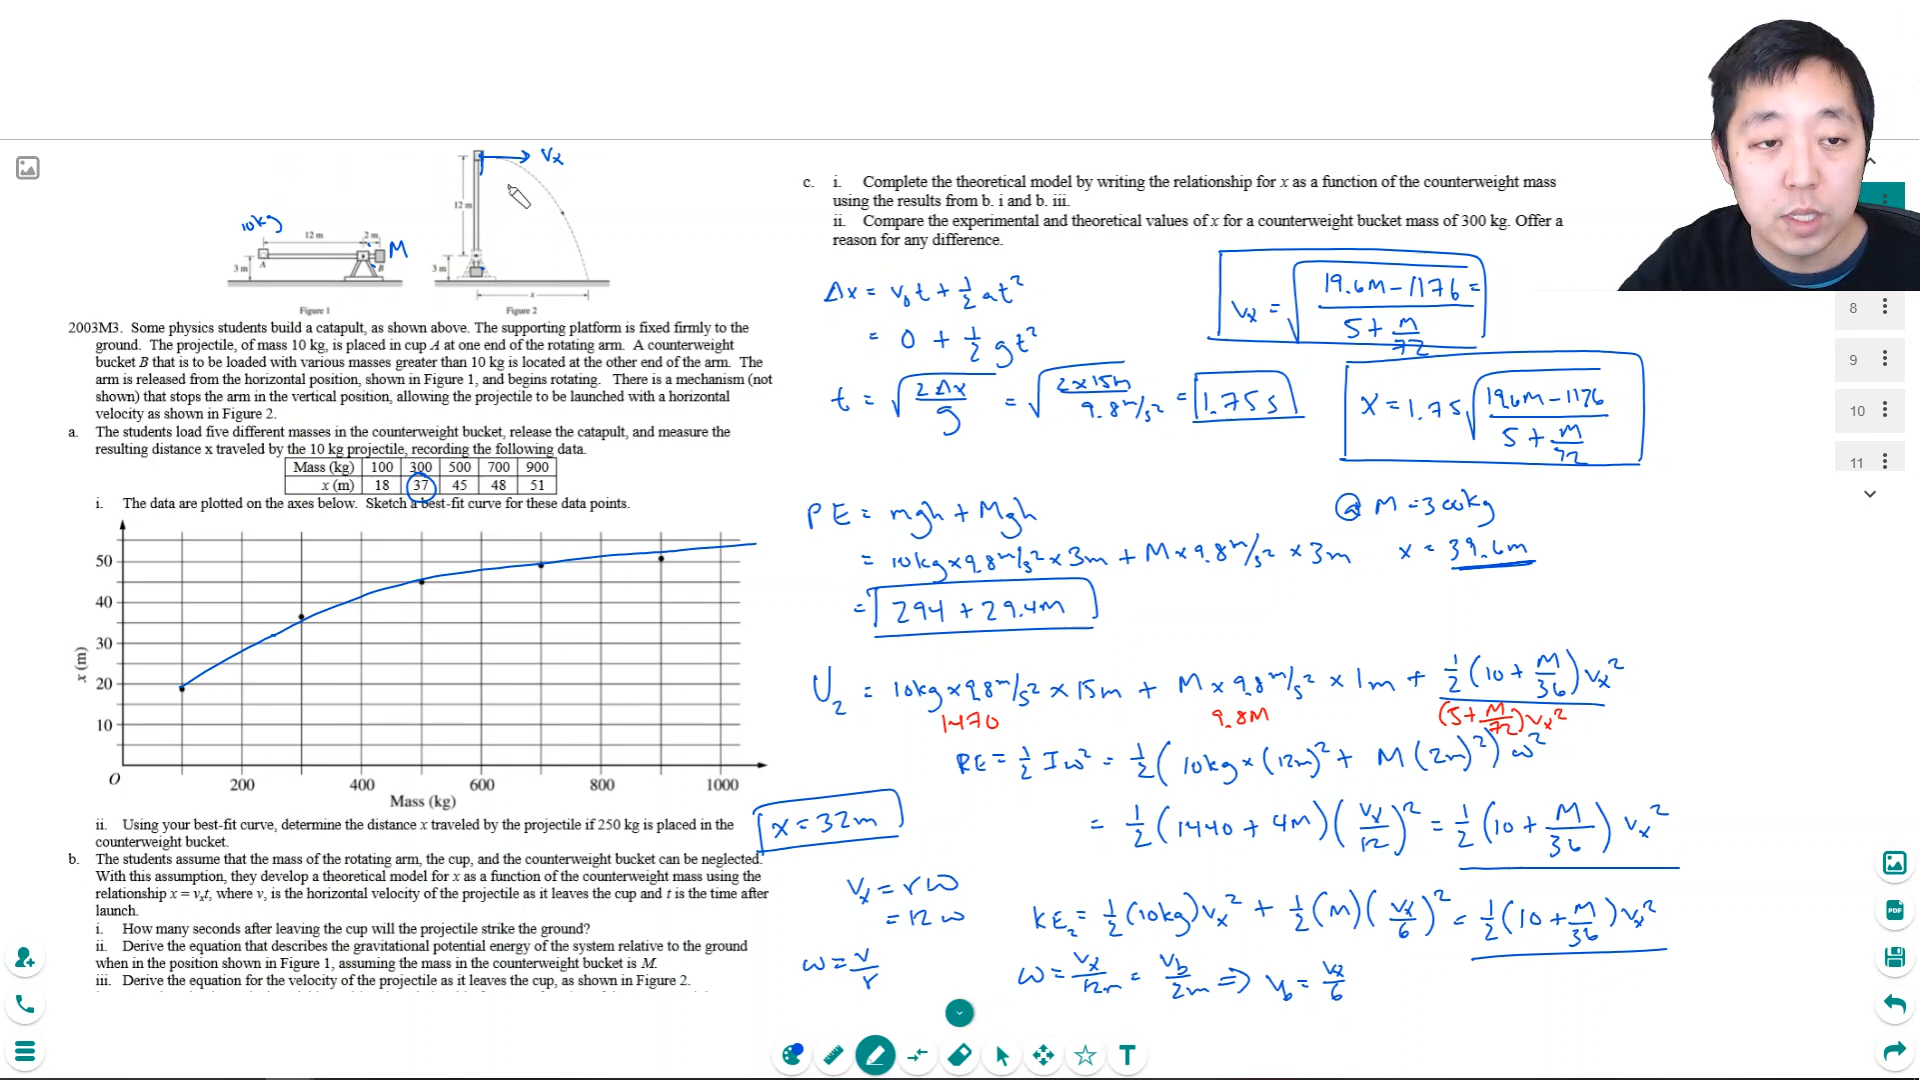 Vx
12 m
10kg
12 m
2 m
M
3 m
A
B
3 m
x
Figure 1
Figure 2
2003M3. Some physics students build a catapult, as shown above. The supporting platform is fixed firmly to the
ground. The projectile, of mass 10 kg, is placed in cup A at one end of the rotating arm. A counterweight
bucket B that is to be loaded with various masses greater than 10 kg is located at the other end of the arm. The
arm is released from the horizontal position, shown in Figure 1, and begins rotating. There is a mechanism (not
shown) that stops the arm in the vertical position, allowing the projectile to be launched with a horizontal
velocity as shown in Figure 2.
a. The students load five different masses in the counterweight bucket, release the catapult, and measure the
resulting distance x traveled by the 10 kg projectile, recording the following data.
Mass (kg) 100 300 500 700 900
x (m) 18 37 45 48 51
i. The data are plotted on the axes below. Sketch a best-fit curve for these data points.
50
40
30
20
10
x (m)
O 200 400 600 800 1000
Mass (kg)
ii. Using your best-fit curve, determine the distance x traveled by the projectile if 250 kg is placed in the
counterweight bucket.
x = 32m
b. The students assume that the mass of the rotating arm, the cup, and the counterweight bucket can be neglected.
With this assumption, they develop a theoretical model for x as a function of the counterweight mass using the
relationship x = vxt, where vx is the horizontal velocity of the projectile as it leaves the cup and t is the time after
launch.
i. How many seconds after leaving the cup will the projectile strike the ground?
ii. Derive the equation that describes the gravitational potential energy of the system relative to the ground
when in the position shown in Figure 1, assuming the mass in the counterweight bucket is M.
iii. Derive the equation for the velocity of the projectile as it leaves the cup, as shown in Figure 2.
c. i. Complete the theoretical model by writing the relationship for x as a function of the counterweight mass
using the results from b. i and b. iii.
ii. Compare the experimental and theoretical values of x for a counterweight bucket mass of 300 kg. Offer a
reason for any difference.
Δx = v₀t + ½at²
= 0 + ½gt²
t = √(2Δx/g) = √(2×15m/9.8m/s²) = 1.75s
Vx = √((19.6M-1176)/(5+M/72)) =
X = 1.75√((19.6M-1176)/(5+M/72))
PE = mgh + Mgh
= 10kg×9.8m/s²×3m + M×9.8m/s²×3m
= 294 + 29.4M
@ M = 300kg
x = 39.6m
U₂ = 10kg×9.8m/s²×15m + M×9.8m/s²×1m + ½(10+M/36)Vx²
1470 9.8M (5+M/72)Vx²
RE = ½Iω² = ½(10kg×(12m)²+ M(2m)²)ω²
= ½(1440+4M)(Vx/12)² = ½(10+M/36)Vx²
Vx = rω
= 12ω
ω = v/r
KE₂ = ½(10kg)Vx² + ½(M)(Vx/6)² = ½(10+M/36)Vx²
ω = Vx/12m = Vb/2m ⇒ Vb = Vx/6
8
9
10
11
PDF
T